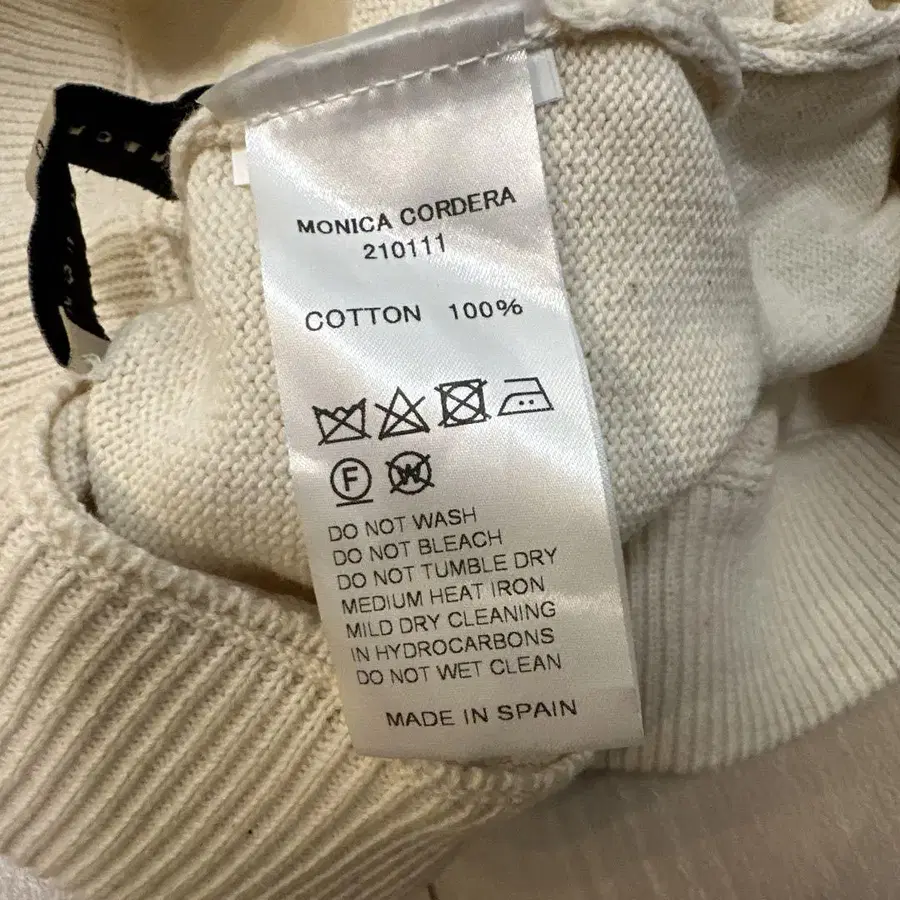 MONICA CORDERA
210111
COTTON 100%
F W
DO NOT WASH
DO NOT BLEACH
DO NOT TUMBLE DRY
MEDIUM HEAT IRON
MILD DRY CLEANING
IN HYDROCARBONS
DO NOT WET CLEAN
MADE IN SPAIN